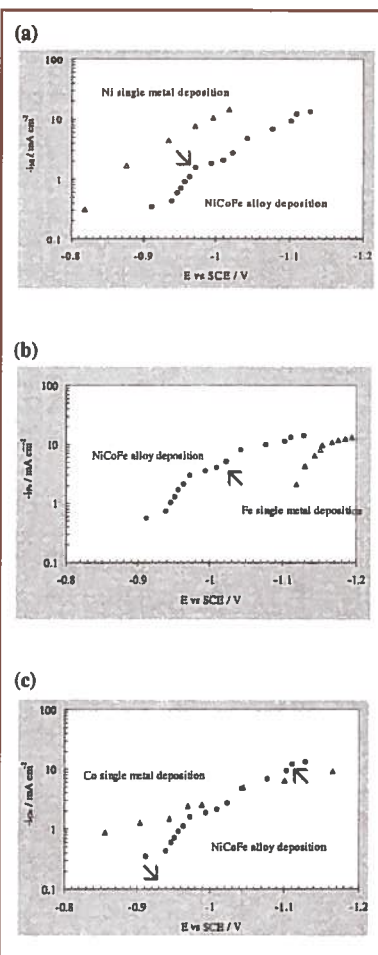 (a)
100
Ni single metal deposition
10
1
NiCoFe alloy deposition
0.1
-0.8 -0.9 -1 -1.1 -1.2
E vs SCE / V
-iNi / mA cm-2
(b)
100
NiCoFe alloy deposition
10
Fe single metal deposition
1
0.1
-0.8 -0.9 -1 -1.1 -1.2
E vs SCE / V
-iFe / mA cm-2
(c)
100
Co single metal deposition
10
1
NiCoFe alloy deposition
0.1
-0.8 -0.9 -1 -1.1 -1.2
E vs SCE / V
-iCo / mA cm-2